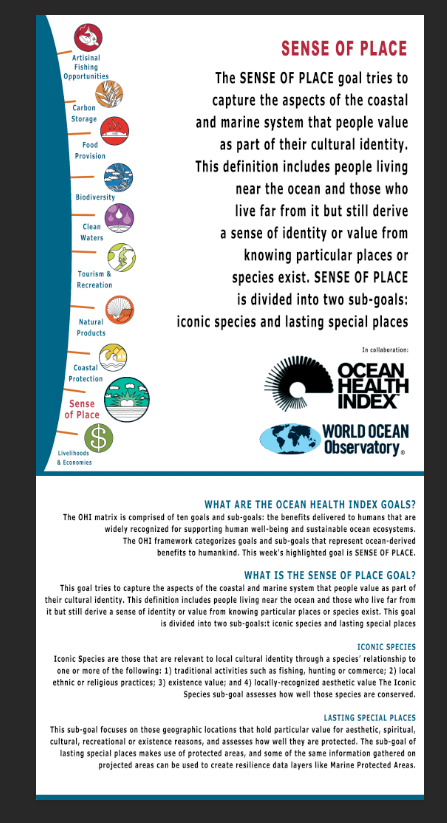 Artisinal
Fishing
Opportunities
Carbon
Storage
Food
Provision
Biodiversity
Clean
Waters
Tourism &
Recreation
Natural
Products
Coastal
Protection
Sense
of Place
$
Livelihoods
& Economies
SENSE OF PLACE
The SENSE OF PLACE goal tries to
capture the aspects of the coastal
and marine system that people value
as part of their cultural identity.
This definition includes people living
near the ocean and those who
live far from it but still derive
a sense of identity or value from
knowing particular places or
species exist. SENSE OF PLACE
is divided into two sub-goals:
iconic species and lasting special places
In collaboration:
OCEAN
HEALTH
INDEX™
WORLD OCEAN
Observatory®
WHAT ARE THE OCEAN HEALTH INDEX GOALS?
The OHI matrix is comprised of ten goals and sub-goals: the benefits delivered to humans that are
widely recognized for supporting human well-being and sustainable ocean ecosystems.
The OHI framework categorizes goals and sub-goals that represent ocean-derived
benefits to humankind. This week's highlighted goal is SENSE OF PLACE.
WHAT IS THE SENSE OF PLACE GOAL?
This goal tries to capture the aspects of the coastal and marine system that people value as part of
their cultural identity. This definition includes people living near the ocean and those who live far from
it but still derive a sense of identity or value from knowing particular places or species exist. This goal
is divided into two sub-goals:t iconic species and lasting special places
ICONIC SPECIES
Iconic Species are those that are relevant to local cultural identity through a species' relationship to
one or more of the following: 1) traditional activities such as fishing, hunting or commerce; 2) local
ethnic or religious practices; 3) existence value; and 4) locally-recognized aesthetic value The Iconic
Species sub-goal assesses how well those species are conserved.
LASTING SPECIAL PLACES
This sub-goal focuses on those geographic locations that hold particular value for aesthetic, spiritual,
cultural, recreational or existence reasons, and assesses how well they are protected. The sub-goal of
lasting special places makes use of protected areas, and some of the same information gathered on
projected areas can be used to create resilience data layers like Marine Protected Areas.